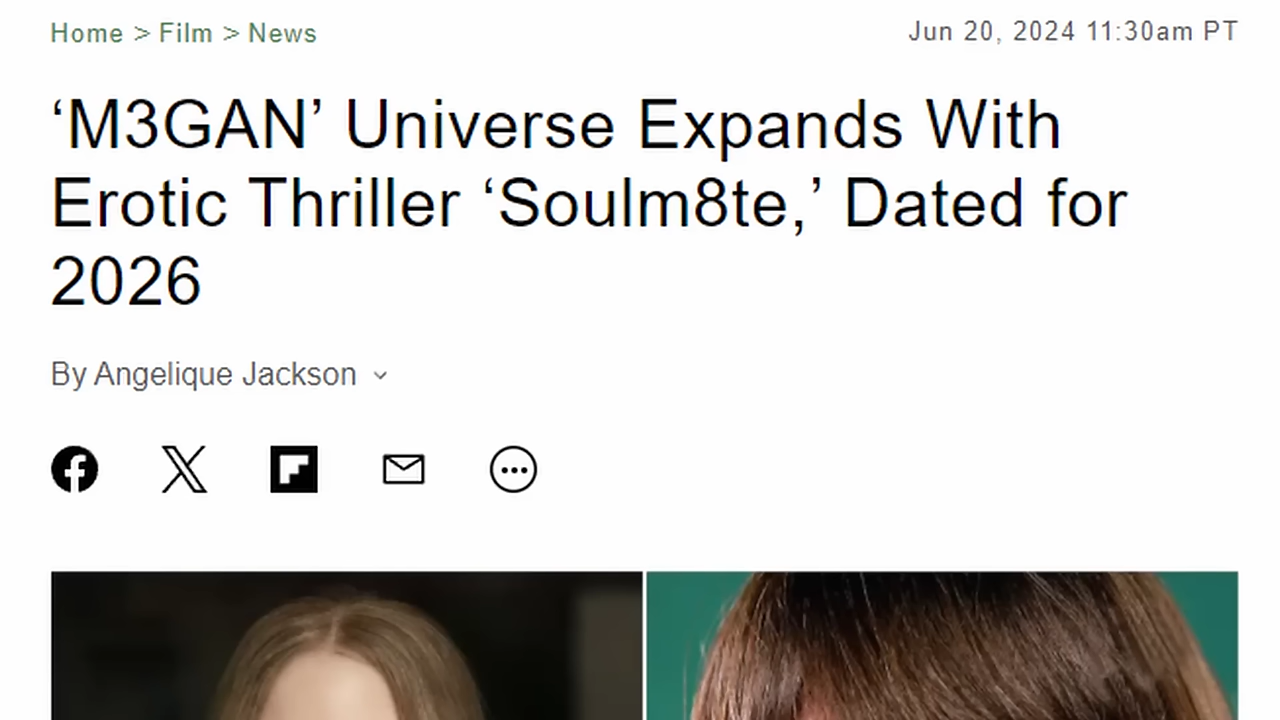 Home > Film > News
Jun 20, 2024 11:30am PT
‘M3GAN’ Universe Expands With
Erotic Thriller ‘Soulm8te,’ Dated for
2026
By Angelique Jackson